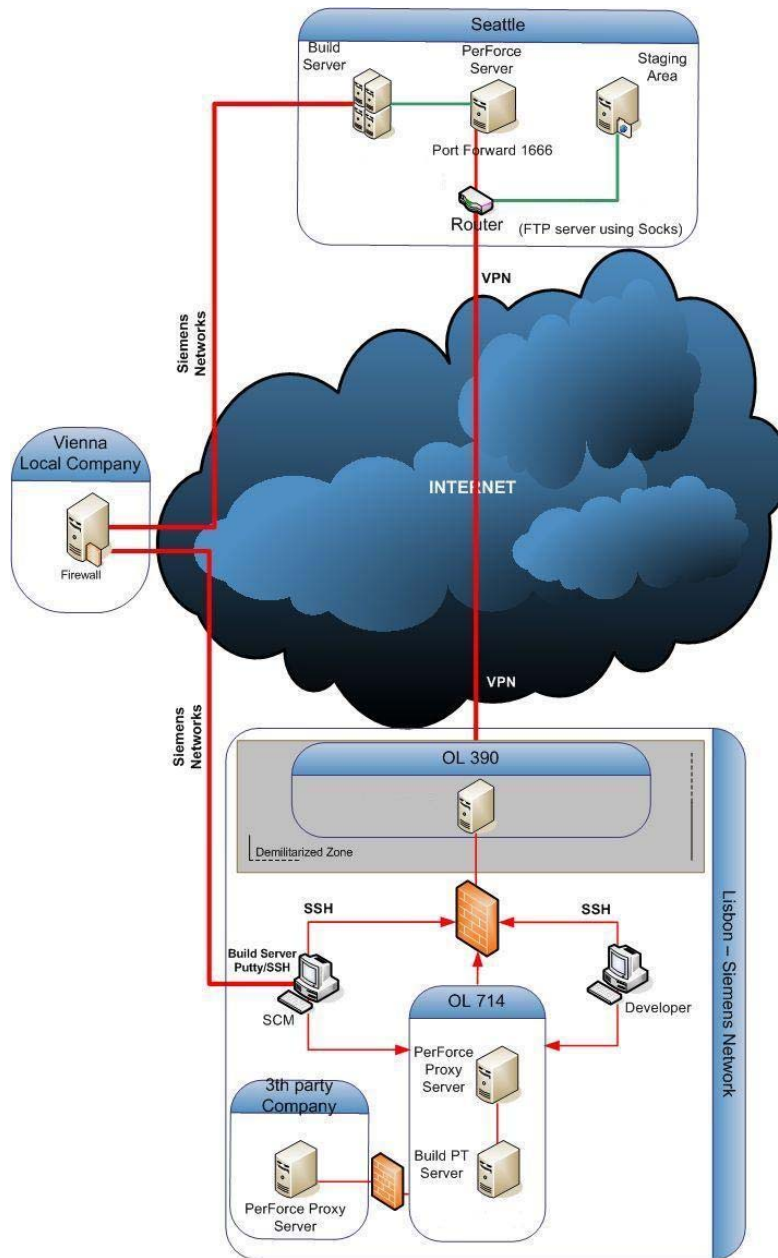 Seattle
Build
Server
PerForce
Server
Staging
Area
Port Forward 1666
Router
(FTP server using Socks)
VPN
Siemens
Networks
Vienna
Local Company
Firewall
INTERNET
VPN
Siemens
Networks
OL 390
Demilitarized Zone
SSH
SSH
Build Server
Putty/SSH
SCM
Developer
OL 714
PerForce
Proxy
Server
Build PT
Server
3th party
Company
PerForce Proxy
Server
Lisbon – Siemens Network